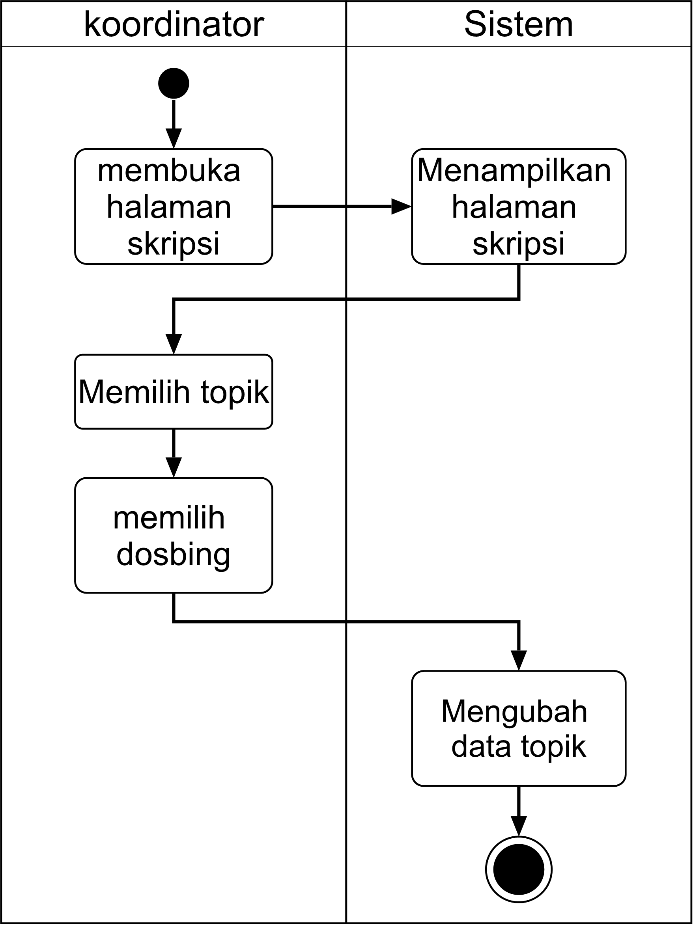 koordinator
Sistem
membuka
halaman
skripsi
Menampilkan
halaman
skripsi
Memilih topik
memilih
dosbing
Mengubah
data topik